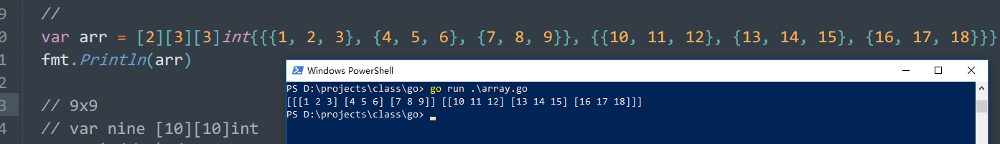 9 //
0 var arr = [2][3][3]int{{{1, 2, 3}, {4, 5, 6}, {7, 8, 9}}, {{10, 11, 12}, {13, 14, 15}, {16, 17, 18}}}
1 fmt.Println(arr)
2
3 // 9x9
4 // var nine [10][10]int
Windows PowerShell
PS D:\projects\class\go> go run .\array.go
[[[1 2 3] [4 5 6] [7 8 9]] [[10 11 12] [13 14 15] [16 17 18]]]
PS D:\projects\class\go>